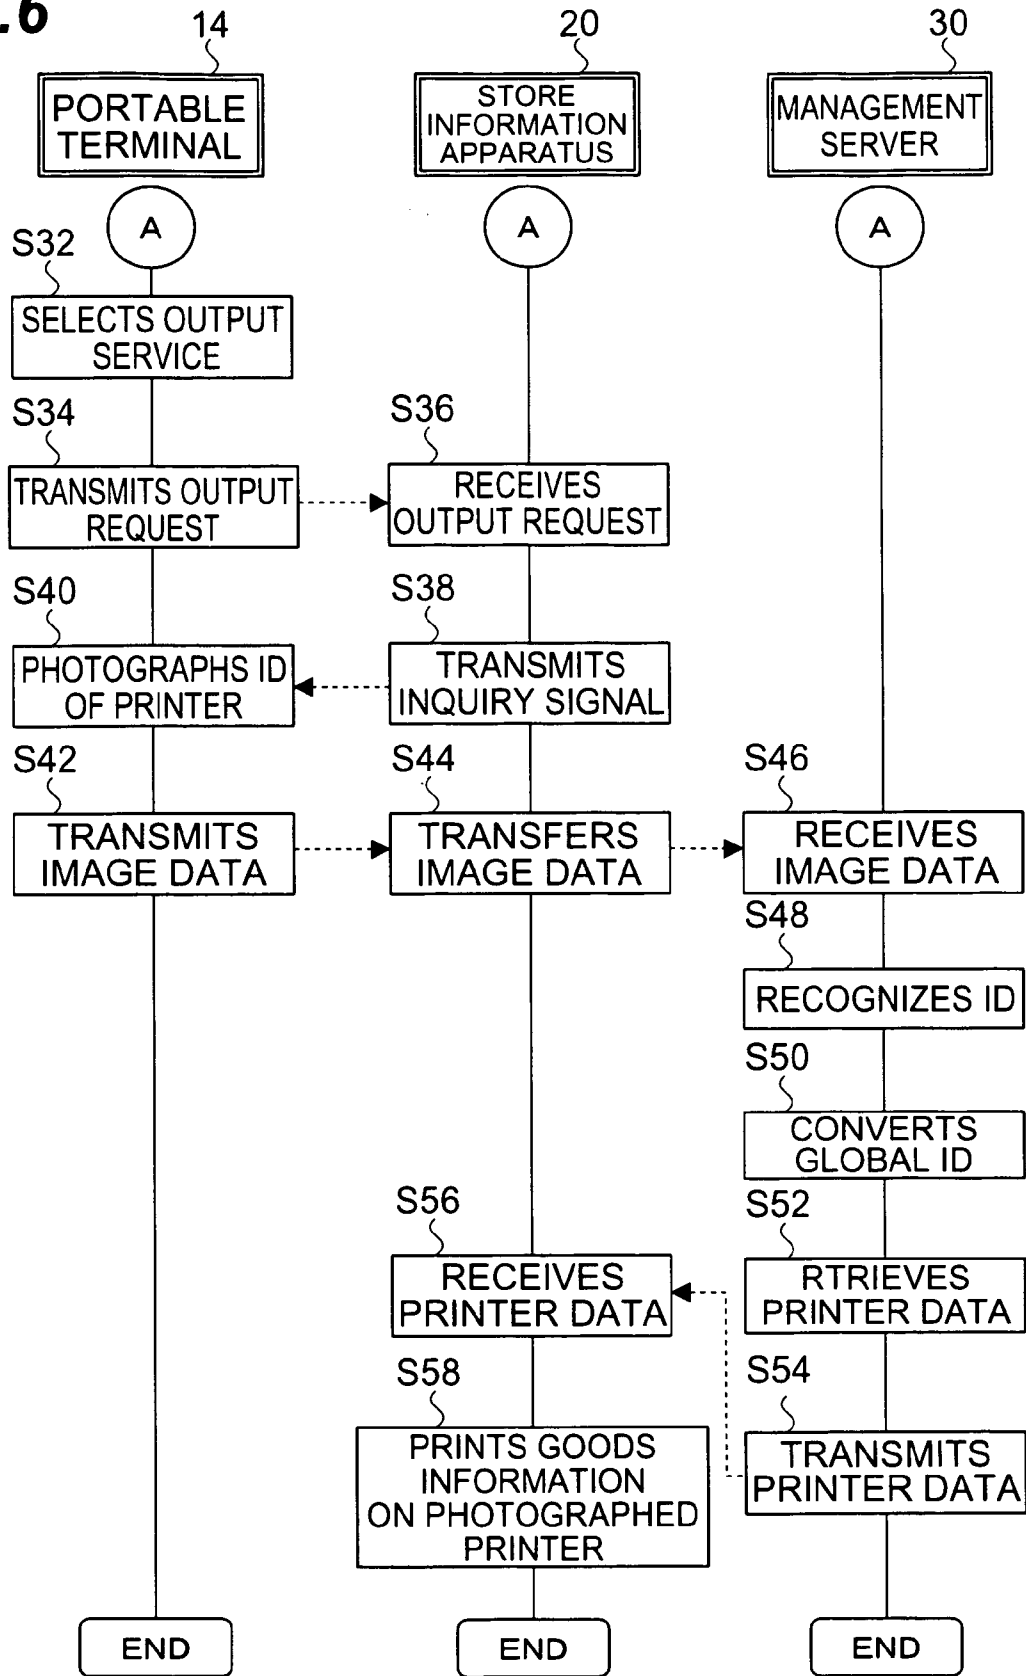 .6
14
20
30
PORTABLE
TERMINAL
STORE
INFORMATION
APPARATUS
MANAGEMENT
SERVER
A
A
A
S32
SELECTS OUTPUT
SERVICE
S34
TRANSMITS OUTPUT
REQUEST
S36
RECEIVES
OUTPUT REQUEST
S40
PHOTOGRAPHS ID
OF PRINTER
S38
TRANSMITS
INQUIRY SIGNAL
S42
TRANSMITS
IMAGE DATA
S44
TRANSFERS
IMAGE DATA
S46
RECEIVES
IMAGE DATA
S48
RECOGNIZES ID
S50
CONVERTS
GLOBAL ID
S52
RTRIEVES
PRINTER DATA
S56
RECEIVES
PRINTER DATA
S54
TRANSMITS
PRINTER DATA
S58
PRINTS GOODS
INFORMATION
ON PHOTOGRAPHED
PRINTER
END
END
END